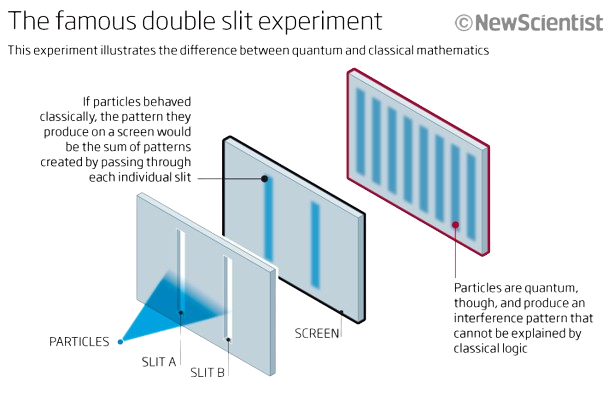 The famous double slit experiment
© NewScientist
This experiment illustrates the difference between quantum and classical mathematics
If particles behaved
classically, the pattern they
produce on a screen would
be the sum of patterns
created by passing through
each individual slit
Particles are quantum,
though, and produce an
interference pattern that
cannot be explained by
classical logic
SCREEN
PARTICLES
SLIT A
SLIT B